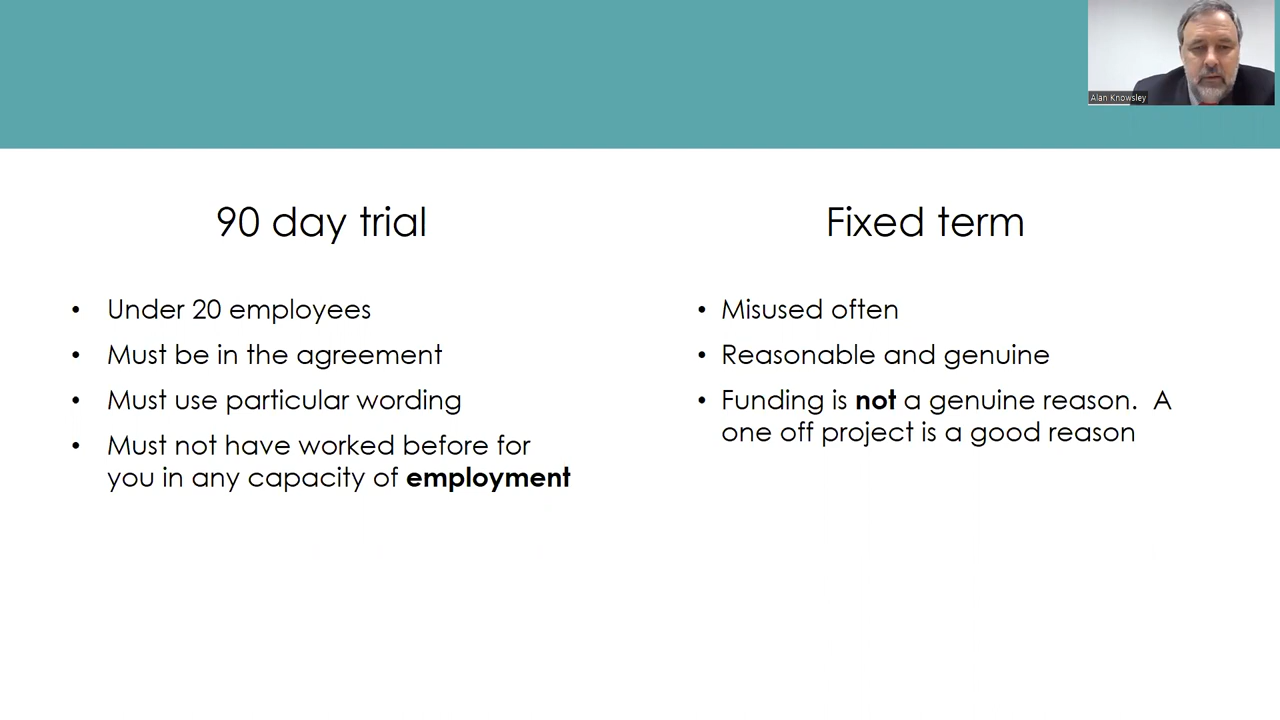 Alan Knowsley
90 day trial
• Under 20 employees
• Must be in the agreement
• Must use particular wording
• Must not have worked before for
you in any capacity of employment
Fixed term
• Misused often
• Reasonable and genuine
• Funding is not a genuine reason. A
one off project is a good reason